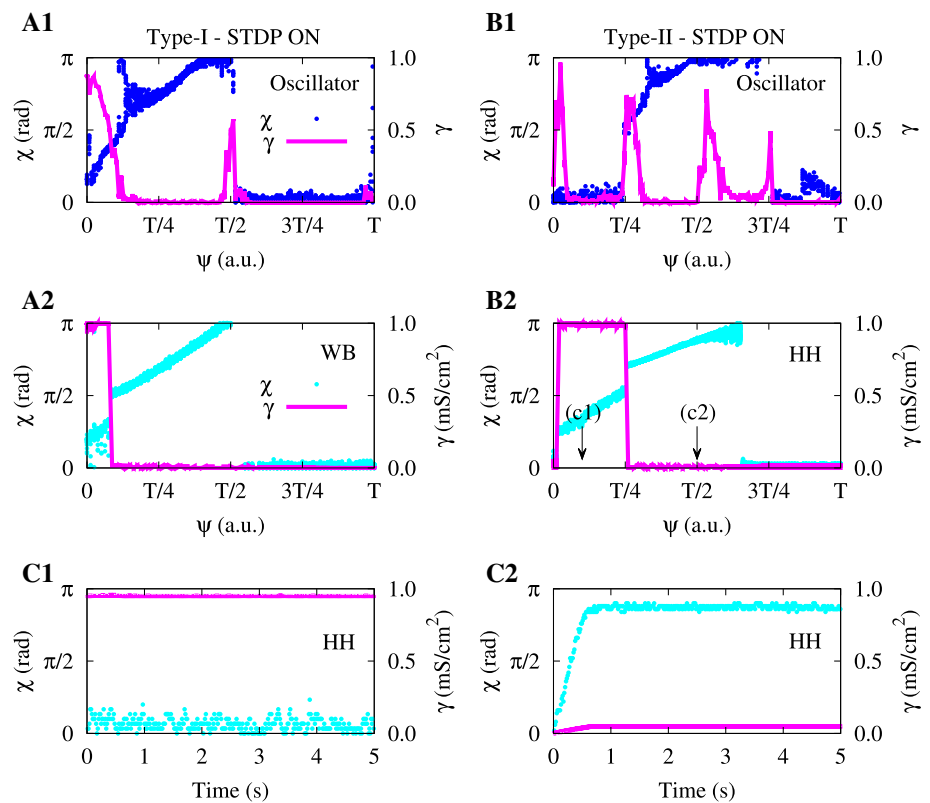 A1
Type-I - STDP ON
π
π/2
0
χ (rad)
Oscillator
χ
γ
1.0
0.5
0.0
γ
0 T/4 T/2 3T/4 T
ψ (a.u.)
B1
Type-II - STDP ON
π
π/2
0
χ (rad)
Oscillator
1.0
0.5
0.0
γ
0 T/4 T/2 3T/4 T
ψ (a.u.)
A2
π
π/2
0
χ (rad)
WB
χ
γ
1.0
0.5
0.0
γ (mS/cm²)
0 T/4 T/2 3T/4 T
ψ (a.u.)
B2
π
π/2
0
χ (rad)
HH
(c1) (c2)
1.0
0.5
0.0
γ (mS/cm²)
0 T/4 T/2 3T/4 T
ψ (a.u.)
C1
π
π/2
0
χ (rad)
HH
1.0
0.5
0.0
γ (mS/cm²)
0 1 2 3 4 5
Time (s)
C2
π
π/2
0
χ (rad)
HH
1.0
0.5
0.0
γ (mS/cm²)
0 1 2 3 4 5
Time (s)